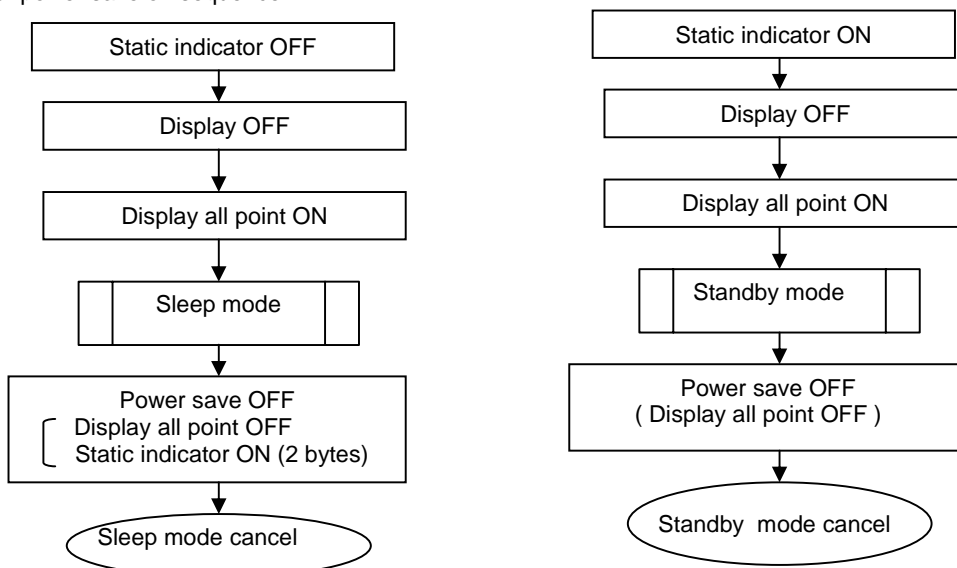 Static indicator OFF
Display OFF
Display all point ON
Sleep mode
Power save OFF
Display all point OFF
Static indicator ON (2 bytes)
Sleep mode cancel
Static indicator ON
Display OFF
Display all point ON
Standby mode
Power save OFF
( Display all point OFF )
Standby mode cancel